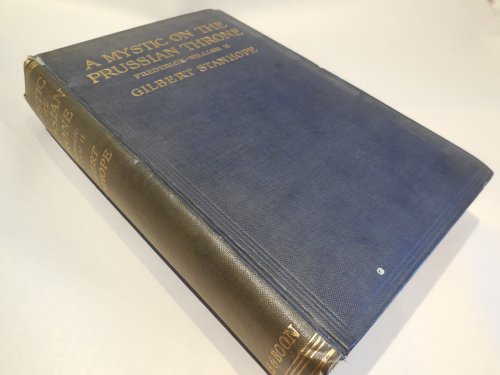 A MYSTIC ON THE
PRUSSIAN THRONE
FREDERICK-WILLIAM II
GILBERT STANHOPE